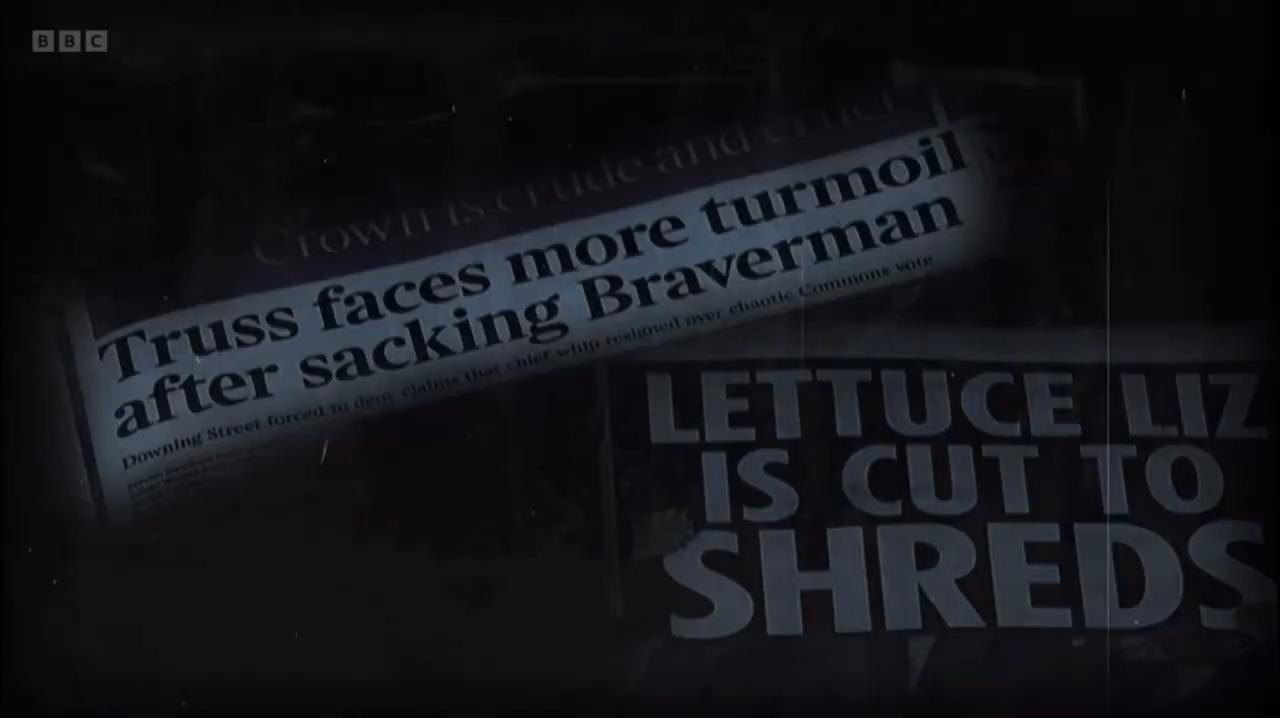 BBC
Crown is crude and cruel
Truss faces more turmoil
after sacking Braverman
Downing Street forced to deny claims that chief whip resigned over chaotic Commons vote
LETTUCE LIZ
IS CUT TO
SHREDS